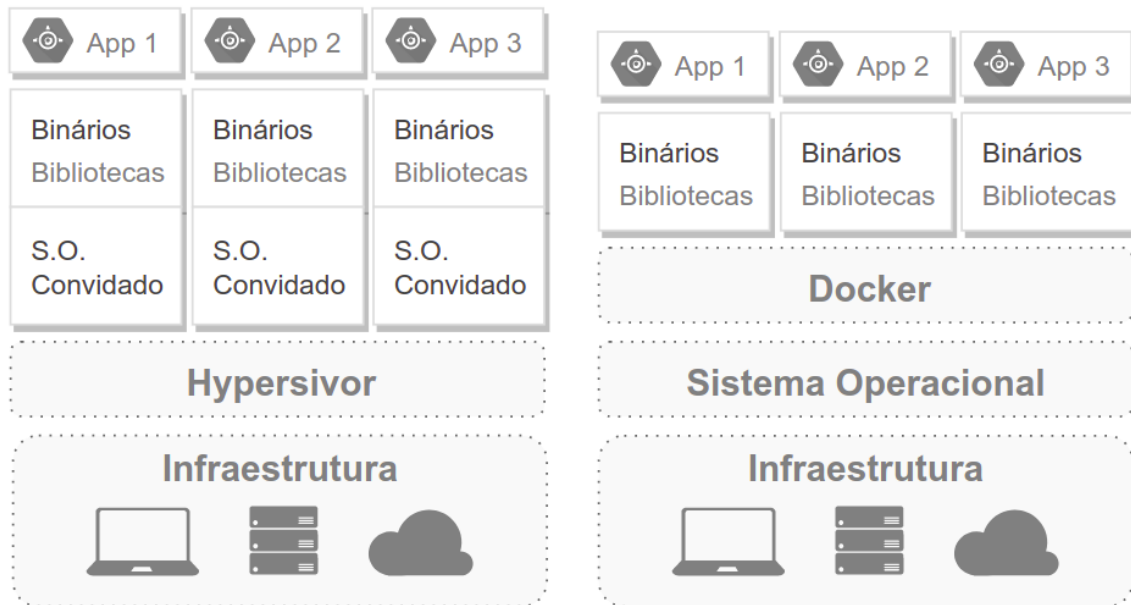 App 1
App 2
App 3
Binários
Bibliotecas
Binários
Bibliotecas
Binários
Bibliotecas
S.O.
Convidado
S.O.
Convidado
S.O.
Convidado
Hypersivor
Infraestrutura
App 1
App 2
App 3
Binários
Bibliotecas
Binários
Bibliotecas
Binários
Bibliotecas
Docker
Sistema Operacional
Infraestrutura